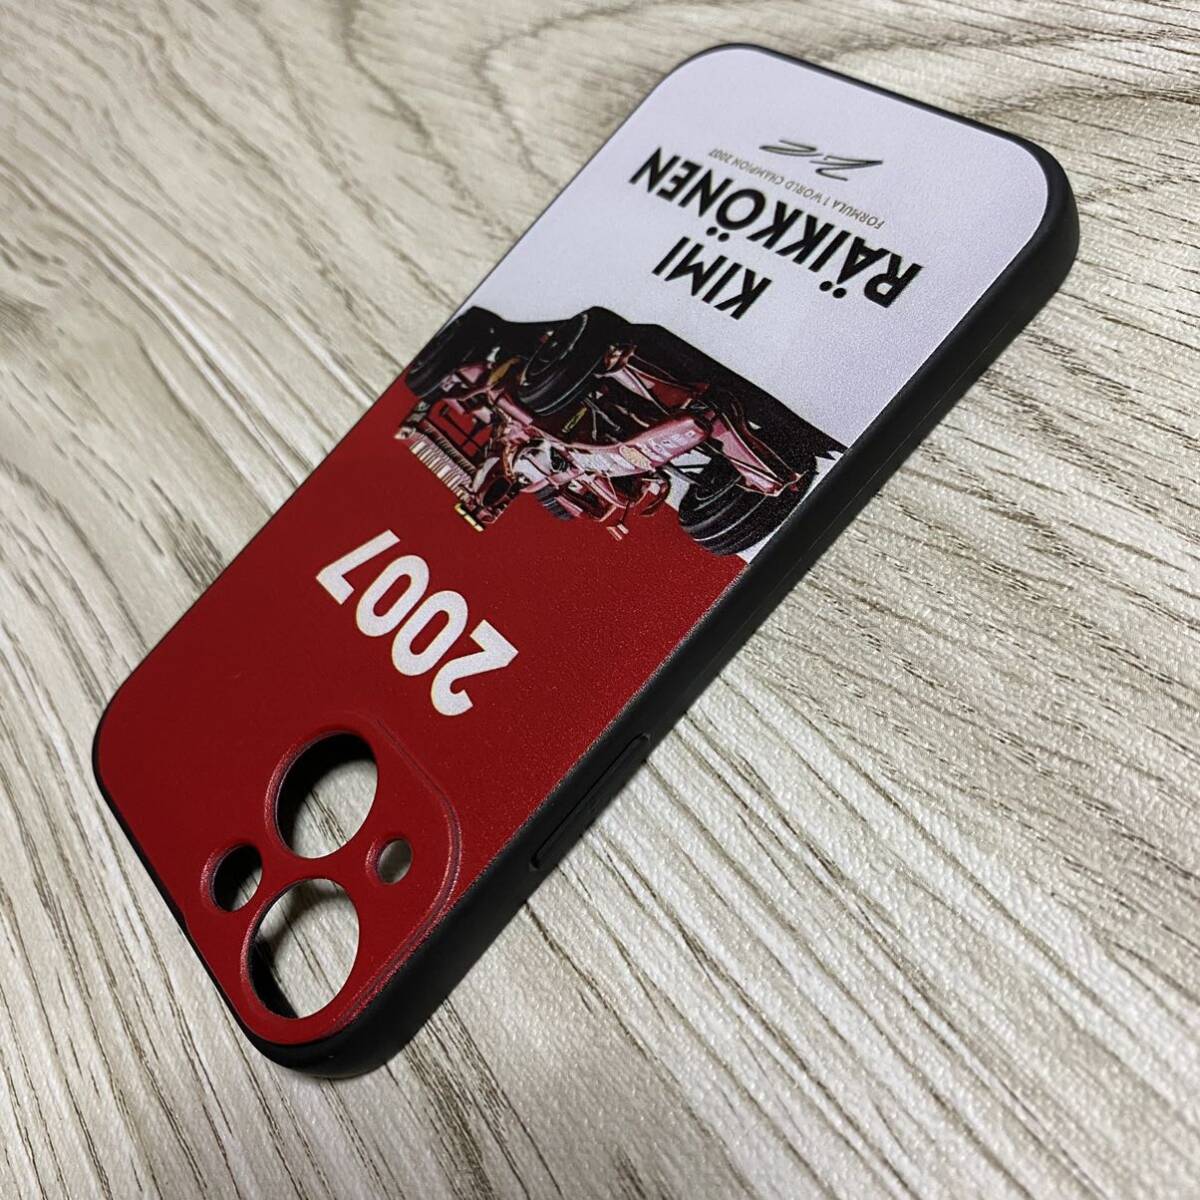 2007
KIMI
RÄIKKÖNEN
FORMULA 1 WORLD CHAMPION 2007